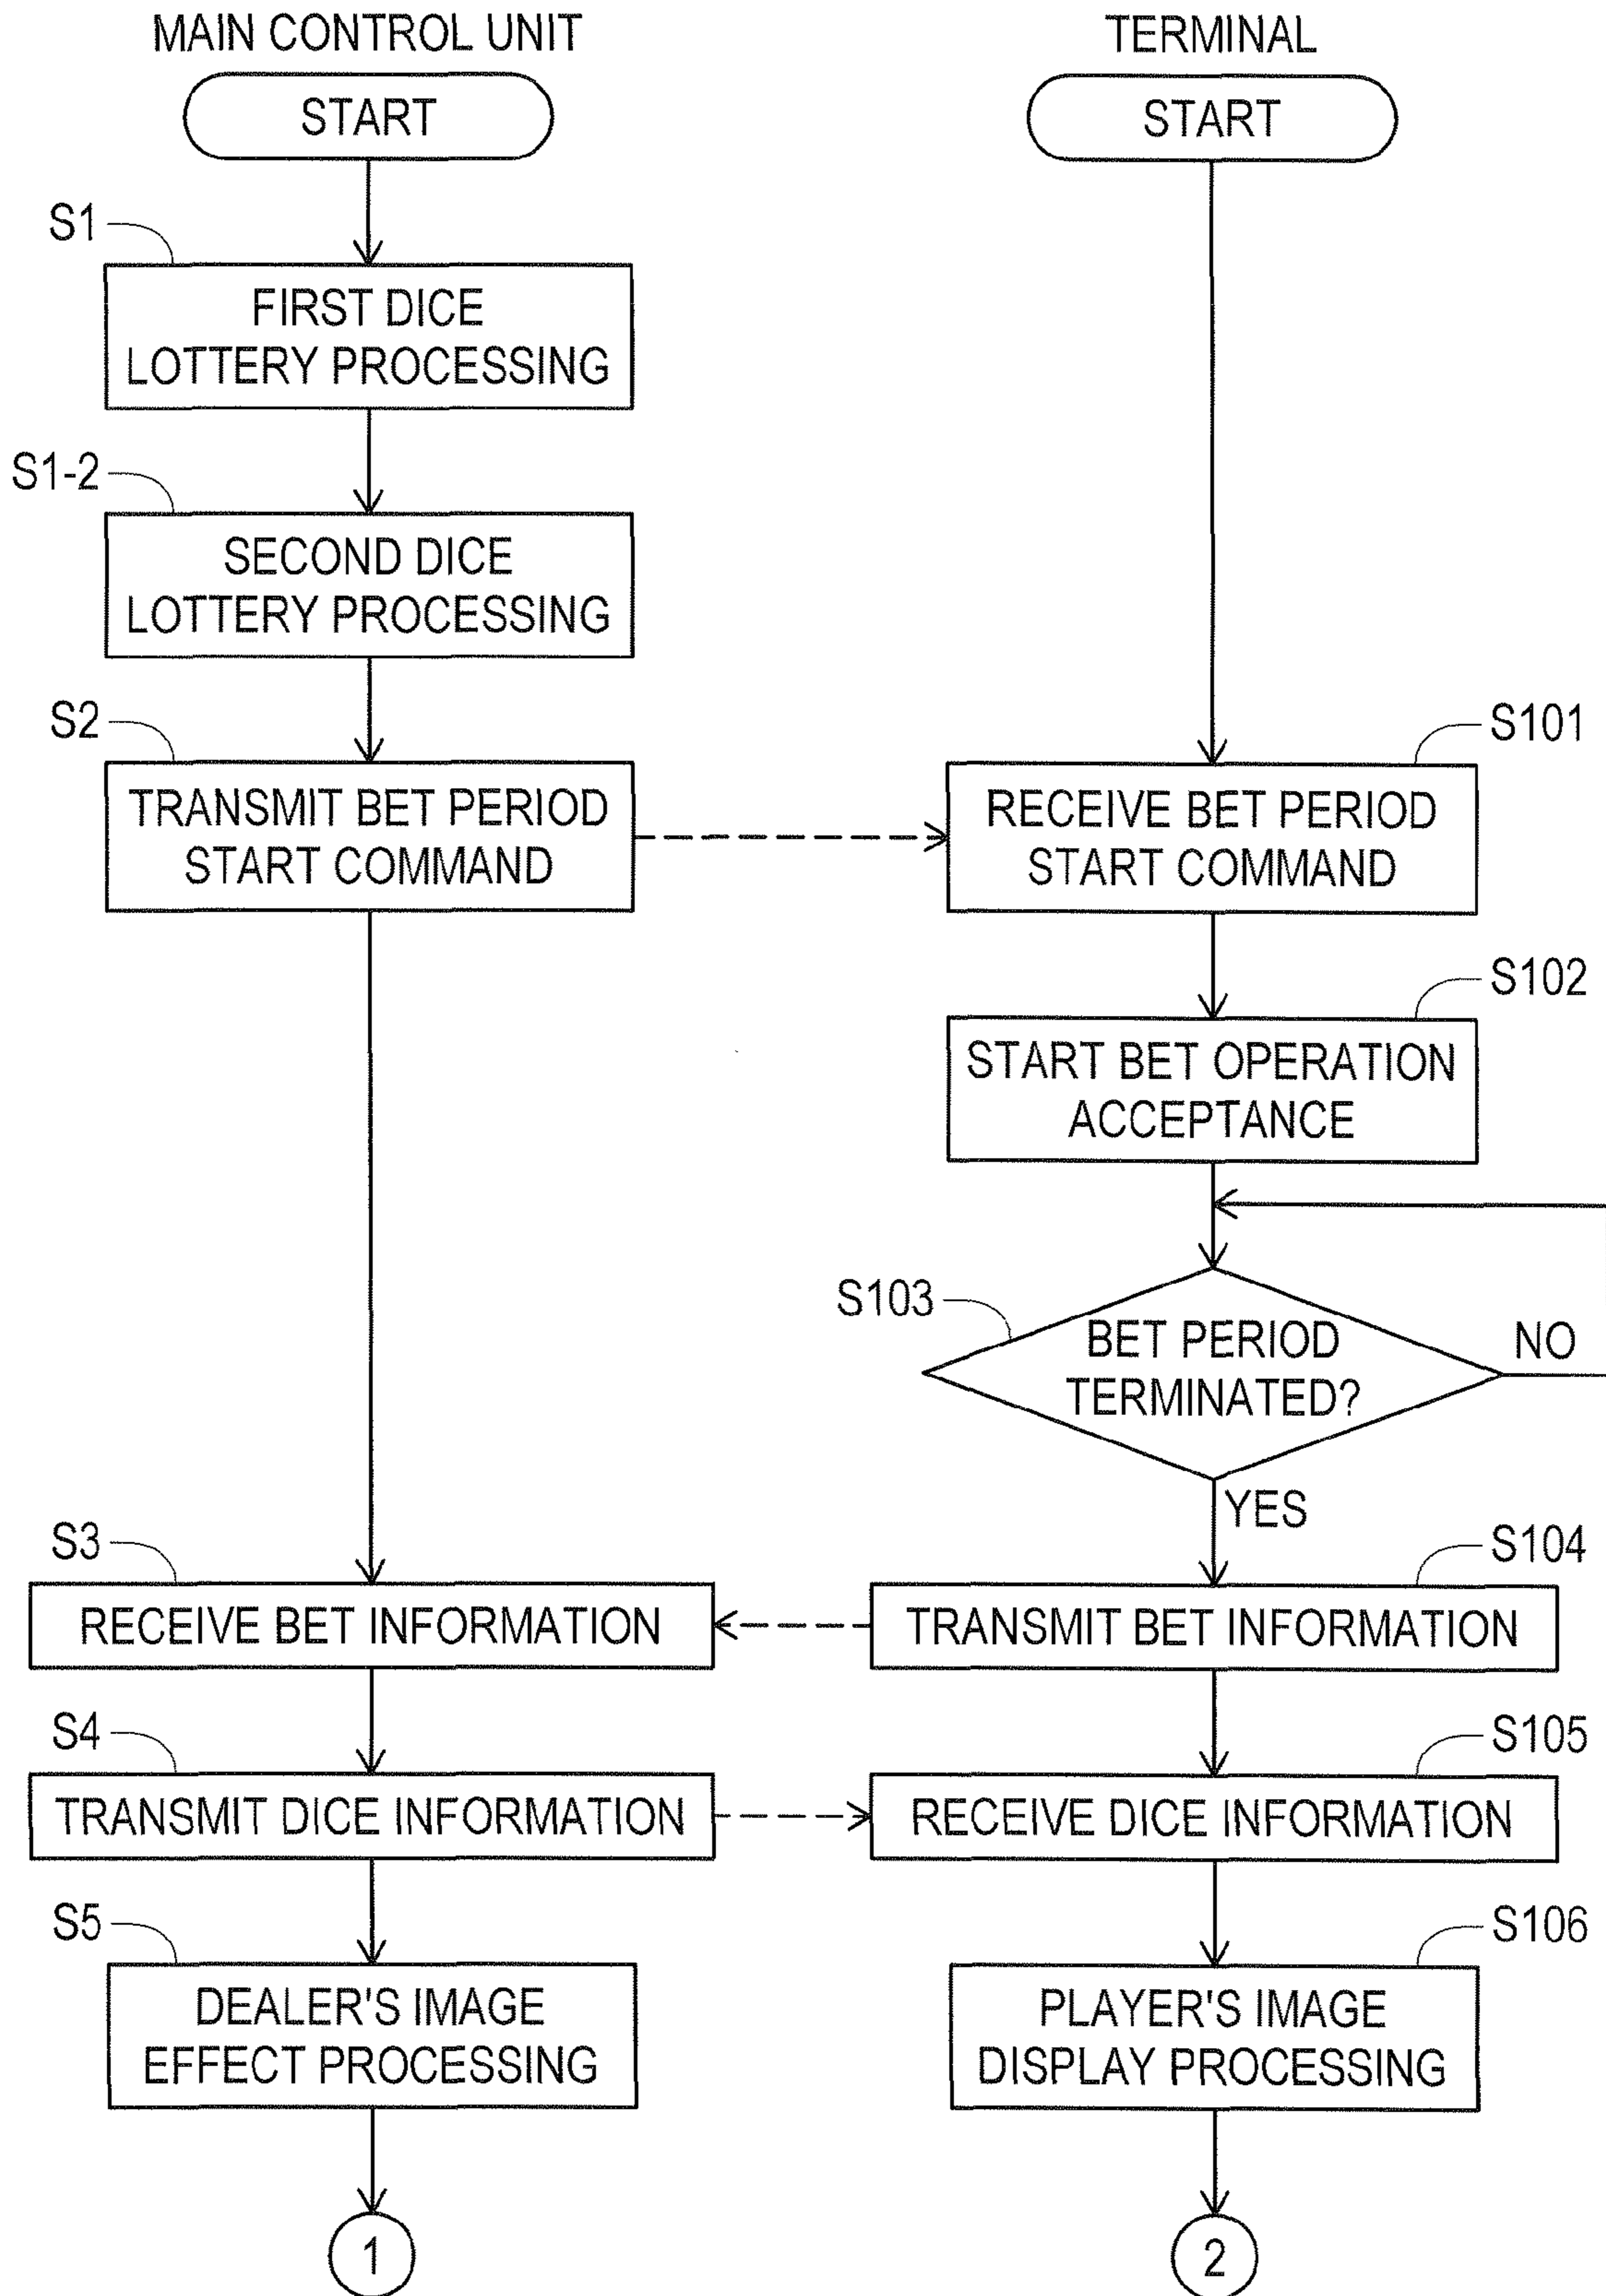 MAIN CONTROL UNIT
START
S1
FIRST DICE
LOTTERY PROCESSING
S1-2
SECOND DICE
LOTTERY PROCESSING
S2
TRANSMIT BET PERIOD
START COMMAND
S3
RECEIVE BET INFORMATION
S4
TRANSMIT DICE INFORMATION
S5
DEALER'S IMAGE
EFFECT PROCESSING
1
TERMINAL
START
S101
RECEIVE BET PERIOD
START COMMAND
S102
START BET OPERATION
ACCEPTANCE
S103
BET PERIOD
TERMINATED?
NO
YES
S104
TRANSMIT BET INFORMATION
S105
RECEIVE DICE INFORMATION
S106
PLAYER'S IMAGE
DISPLAY PROCESSING
2